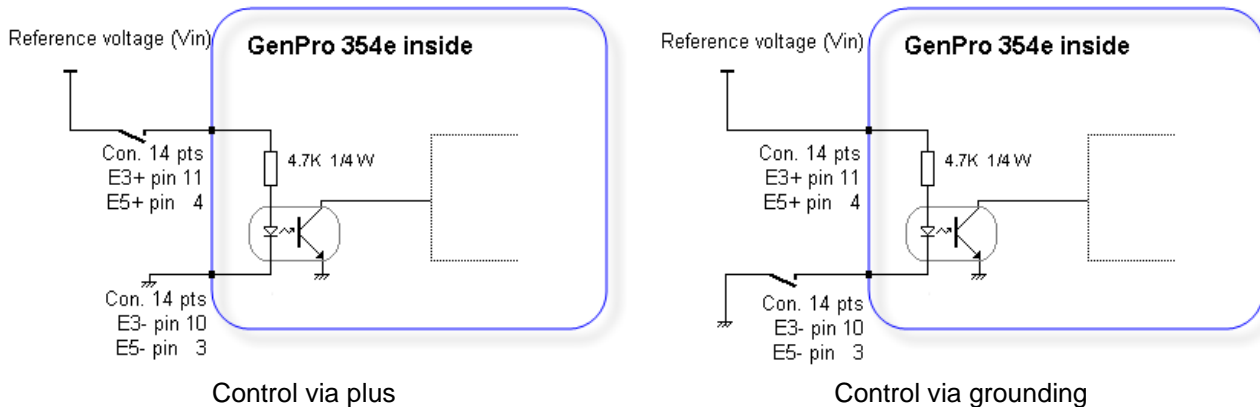 Reference voltage (Vin)
GenPro 354e inside
Con. 14 pts
E3+ pin 11
E5+ pin 4
4.7K 1/4 W
Con. 14 pts
E3- pin 10
E5- pin 3
Control via plus
Reference voltage (Vin)
GenPro 354e inside
Con. 14 pts
E3+ pin 11
E5+ pin 4
4.7K 1/4 W
Con. 14 pts
E3- pin 10
E5- pin 3
Control via grounding